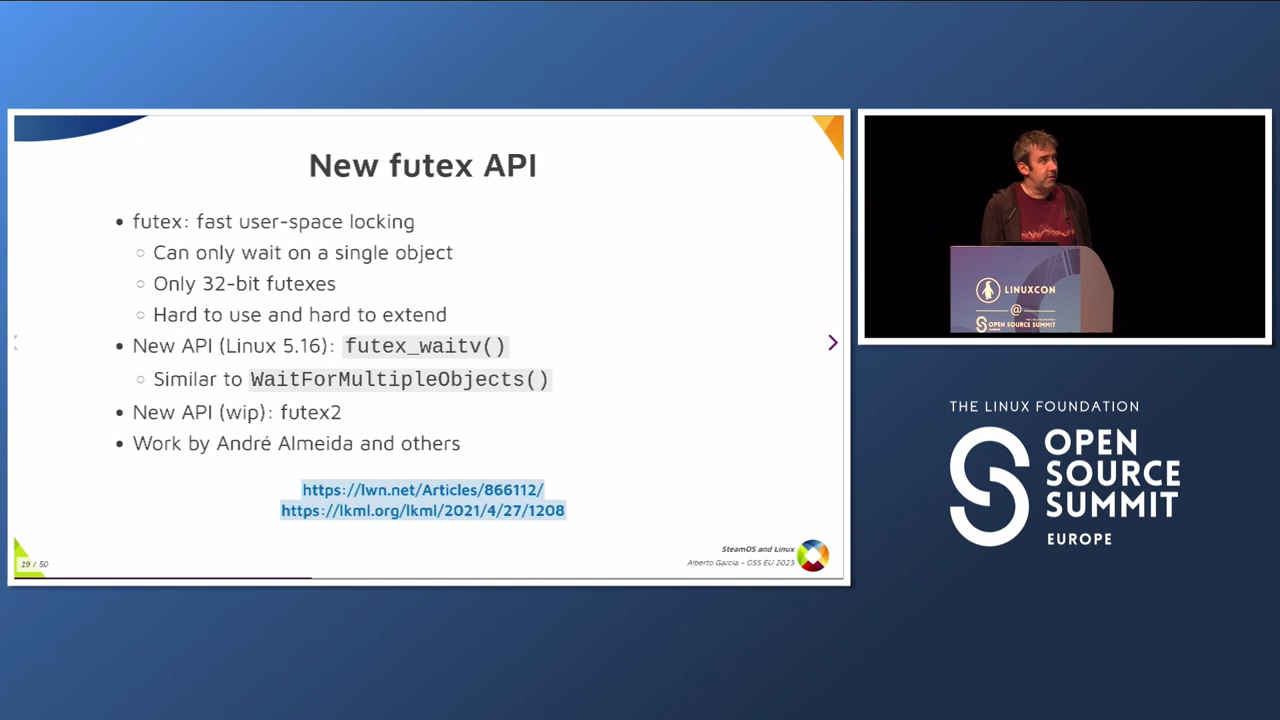 New futex API
futex: fast user-space locking
Can only wait on a single object
Only 32-bit futexes
Hard to use and hard to extend
New API (Linux 5.16): futex_waitv()
Similar to WaitForMultipleObjects()
New API (wip): futex2
Work by André Almeida and others
https://lwn.net/Articles/866112/
https://lkml.org/lkml/2021/4/27/1208
SteamOS and Linux
Alberto Garcia - OSS EU 2023
19 / 50
LINUXCON
@
OPEN SOURCE SUMMIT
THE LINUX FOUNDATION
OPEN
SOURCE
SUMMIT
EUROPE